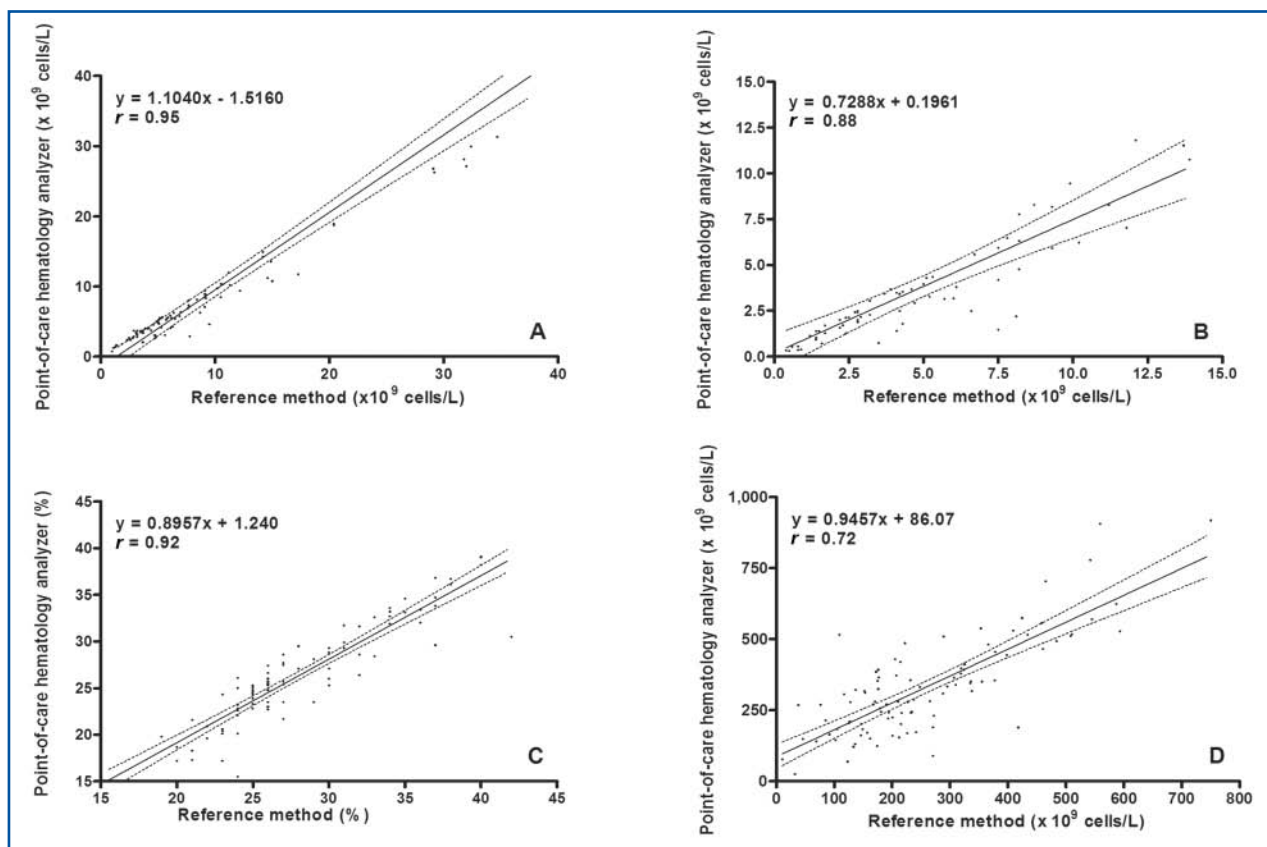 Point-of-care hematology analyzer (x 10⁹ cells/L)
40
30
20
10
0
y = 1.1040x - 1.5160
r = 0.95
A
0 10 20 30 40
Reference method (x10⁹ cells/L)
Point-of-care hematology analyzer (x 10⁹ cells/L)
15.0
12.5
10.0
7.5
5.0
2.5
0.0
y = 0.7288x + 0.1961
r = 0.88
B
0.0 2.5 5.0 7.5 10.0 12.5 15.0
Reference method (x 10⁹ cells/L)
Point-of-care hematology analyzer (%)
45
40
35
30
25
20
15
y = 0.8957x + 1.240
r = 0.92
C
15 20 25 30 35 40 45
Reference method (%)
Point-of-care hematology analyzer (x 10⁹ cells/L)
1,000
750
500
250
0
y = 0.9457x + 86.07
r = 0.72
D
0 100 200 300 400 500 600 700 800
Reference method (x 10⁹ cells/L)